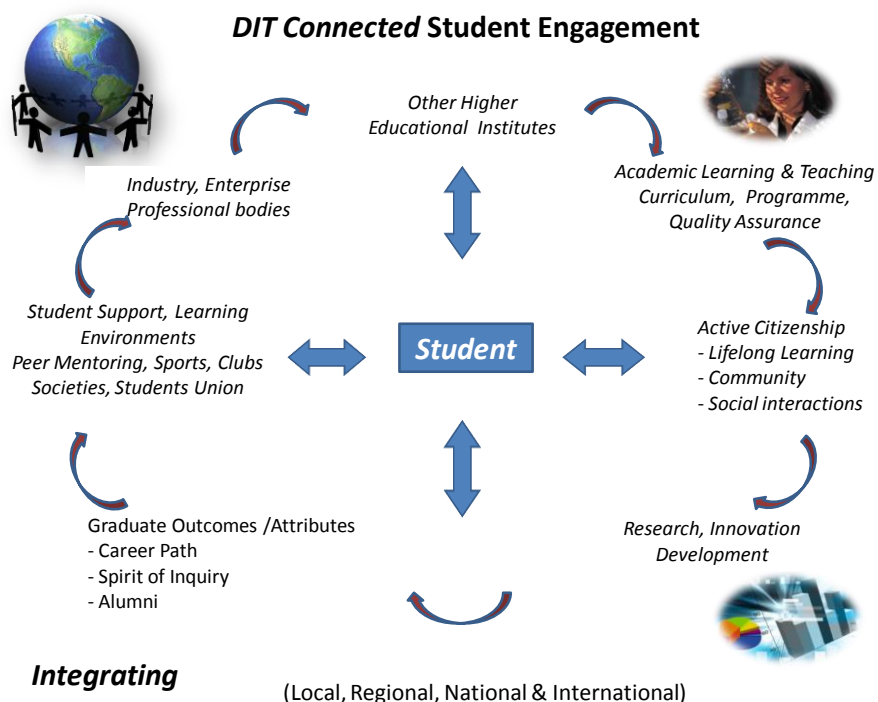 DIT Connected Student Engagement
Other Higher
Educational Institutes
Academic Learning & Teaching
Curriculum, Programme,
Quality Assurance
Industry, Enterprise
Professional bodies
Student Support, Learning
Environments
Peer Mentoring, Sports, Clubs
Societies, Students Union
Student
Active Citizenship
- Lifelong Learning
- Community
- Social interactions
Graduate Outcomes /Attributes
- Career Path
- Spirit of Inquiry
- Alumni
Research, Innovation
Development
Integrating
(Local, Regional, National & International)